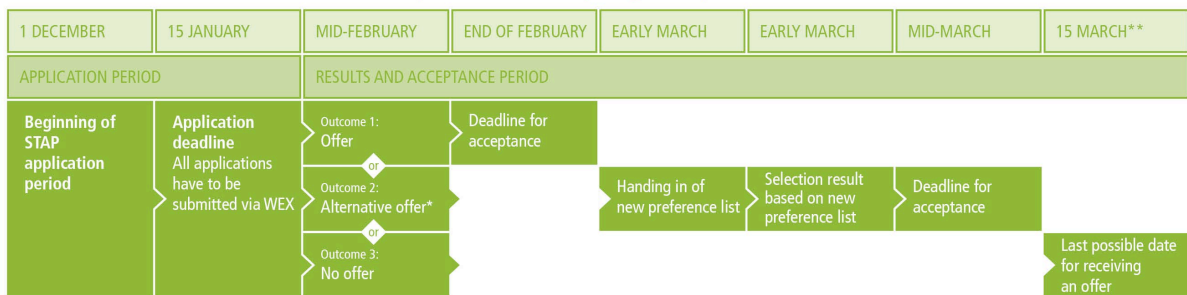 1 DECEMBER
15 JANUARY
MID-FEBRUARY
END OF FEBRUARY
EARLY MARCH
EARLY MARCH
MID-MARCH
15 MARCH**
APPLICATION PERIOD
RESULTS AND ACCEPTANCE PERIOD
Beginning of
STAP
application
period
Application
deadline
All applications
have to be
submitted via WEX
Outcome 1:
Offer
Deadline for
acceptance
or
Outcome 2:
Alternative offer*
Handing in of
new preference list
Selection result
based on new
preference list
Deadline for
acceptance
or
Outcome 3:
No offer
Last possible date
for receiving
an offer